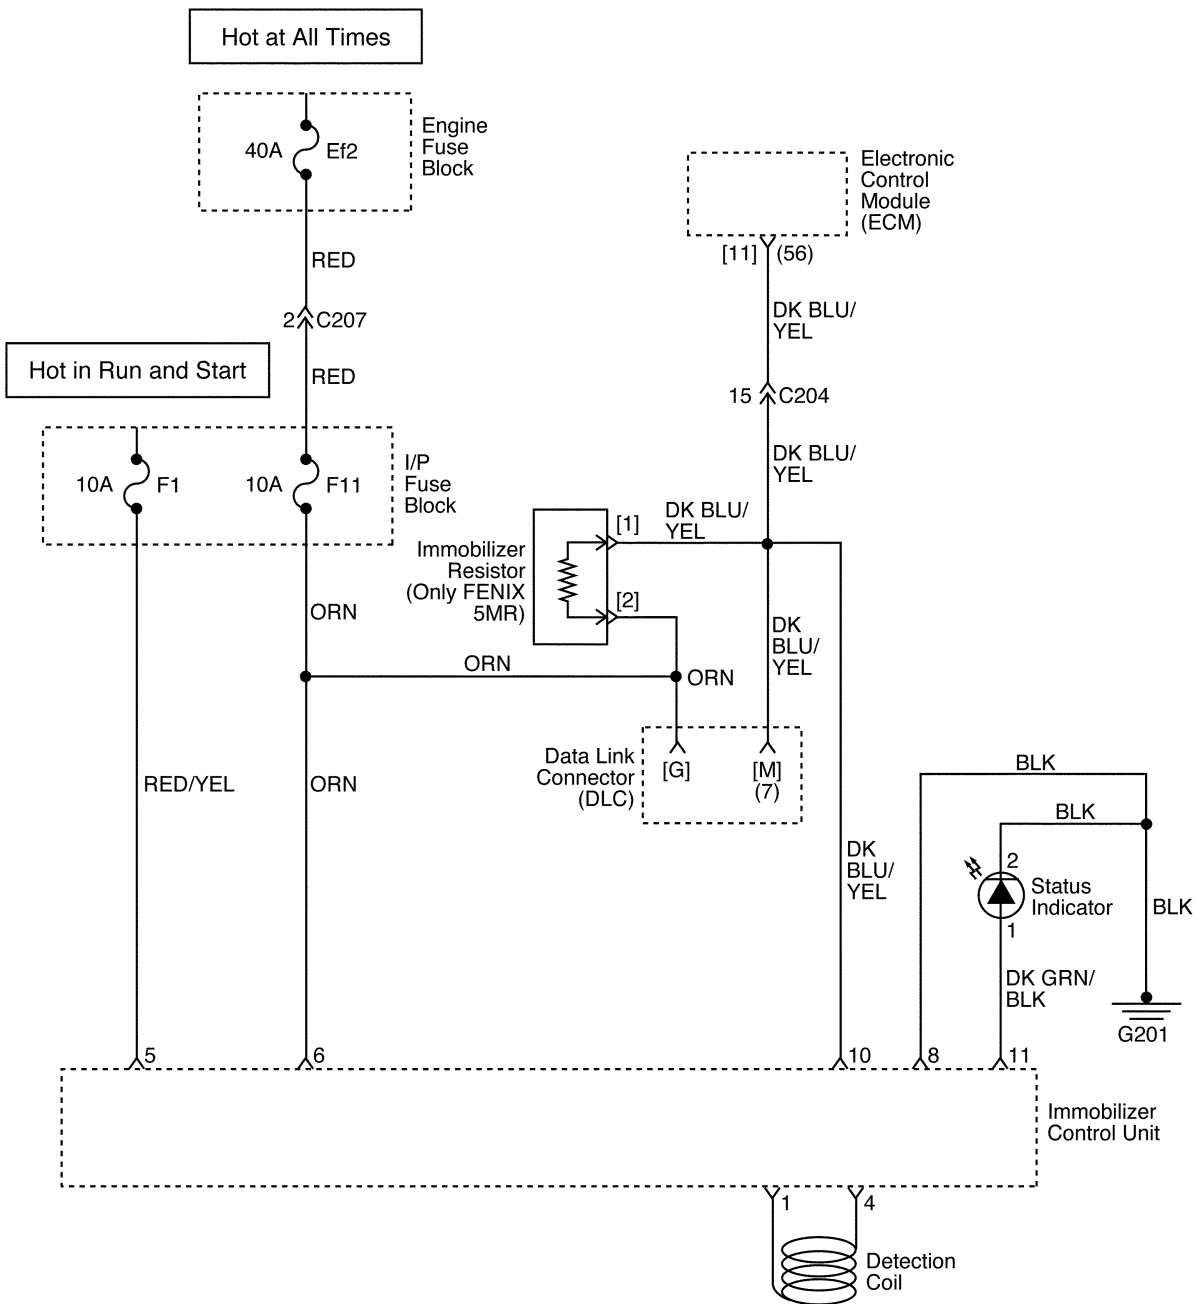 Hot at All Times
40A
Ef2
Engine
Fuse
Block
Electronic
Control
Module
(ECM)
[11]
(56)
RED
DK BLU/
YEL
2
C207
Hot in Run and Start
RED
15
C204
DK BLU/
YEL
10A
F1
10A
F11
I/P
Fuse
Block
DK BLU/
YEL
[1]
Immobilizer
Resistor
(Only FENIX
5MR)
[2]
ORN
DK
BLU/
YEL
ORN
ORN
Data Link
Connector
(DLC)
[G]
[M]
(7)
RED/YEL
ORN
BLK
BLK
DK
BLU/
YEL
2
Status
Indicator
1
BLK
DK GRN/
BLK
G201
5
6
10
8
11
Immobilizer
Control Unit
1
4
Detection
Coil